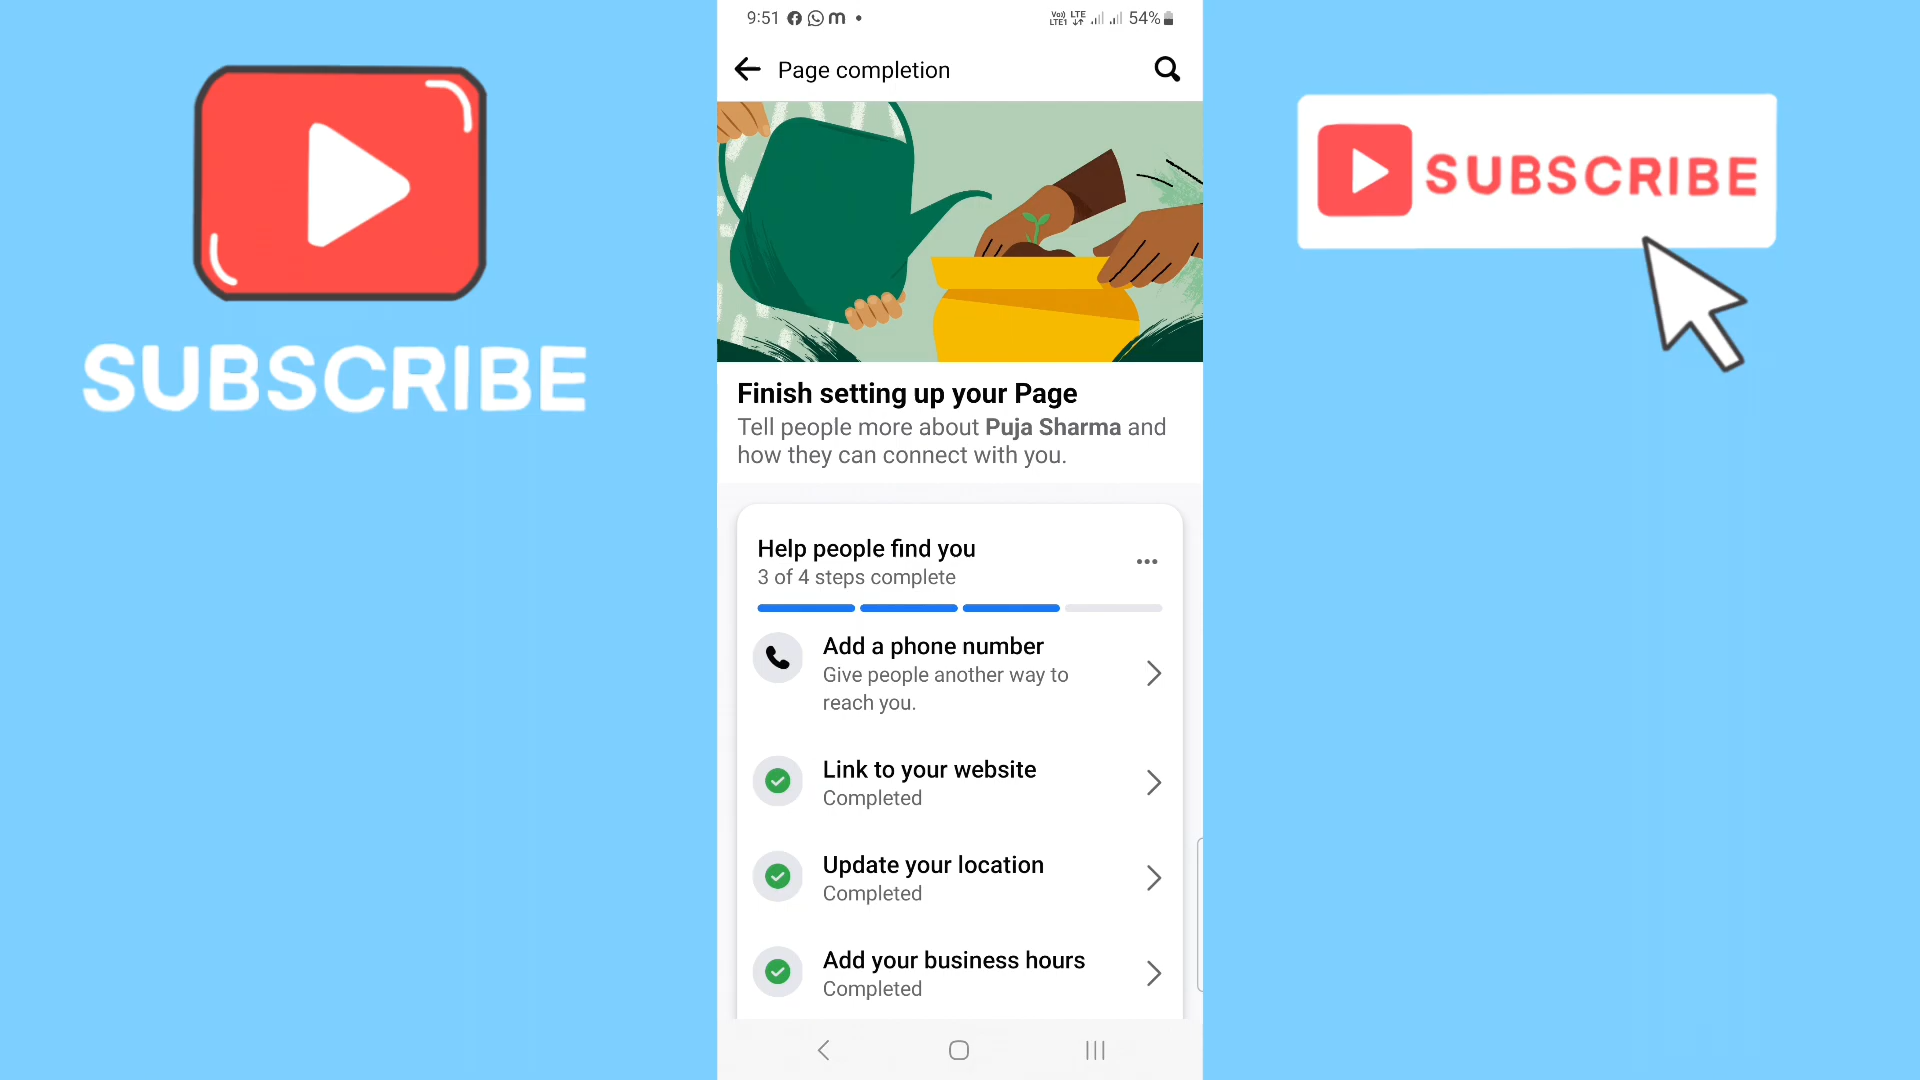 9:51
Vo)) LTE
LTE1
54%
Page completion
SUBSCRIBE
SUBSCRIBE
Finish setting up your Page
Tell people more about Puja Sharma and
how they can connect with you.
Help people find you
3 of 4 steps complete
Add a phone number
Give people another way to
reach you.
Link to your website
Completed
Update your location
Completed
Add your business hours
Completed